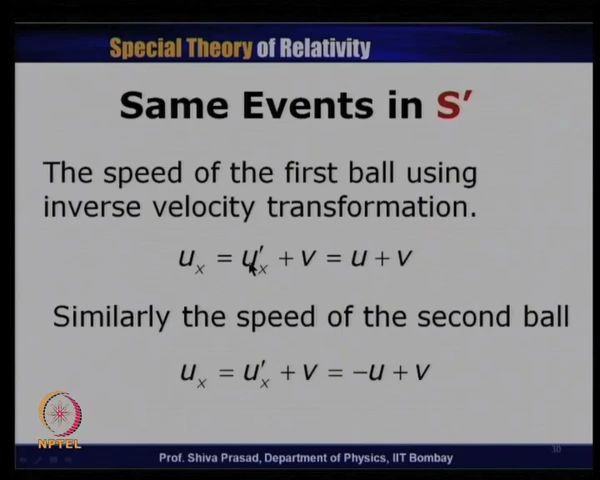 Special Theory of Relativity
Same Events in S′
The speed of the first ball using
inverse velocity transformation.
uₓ = u′ₓ + v = u + v
Similarly the speed of the second ball
uₓ = u′ₓ + v = −u + v
NPTEL
Prof. Shiva Prasad, Department of Physics, IIT Bombay
30